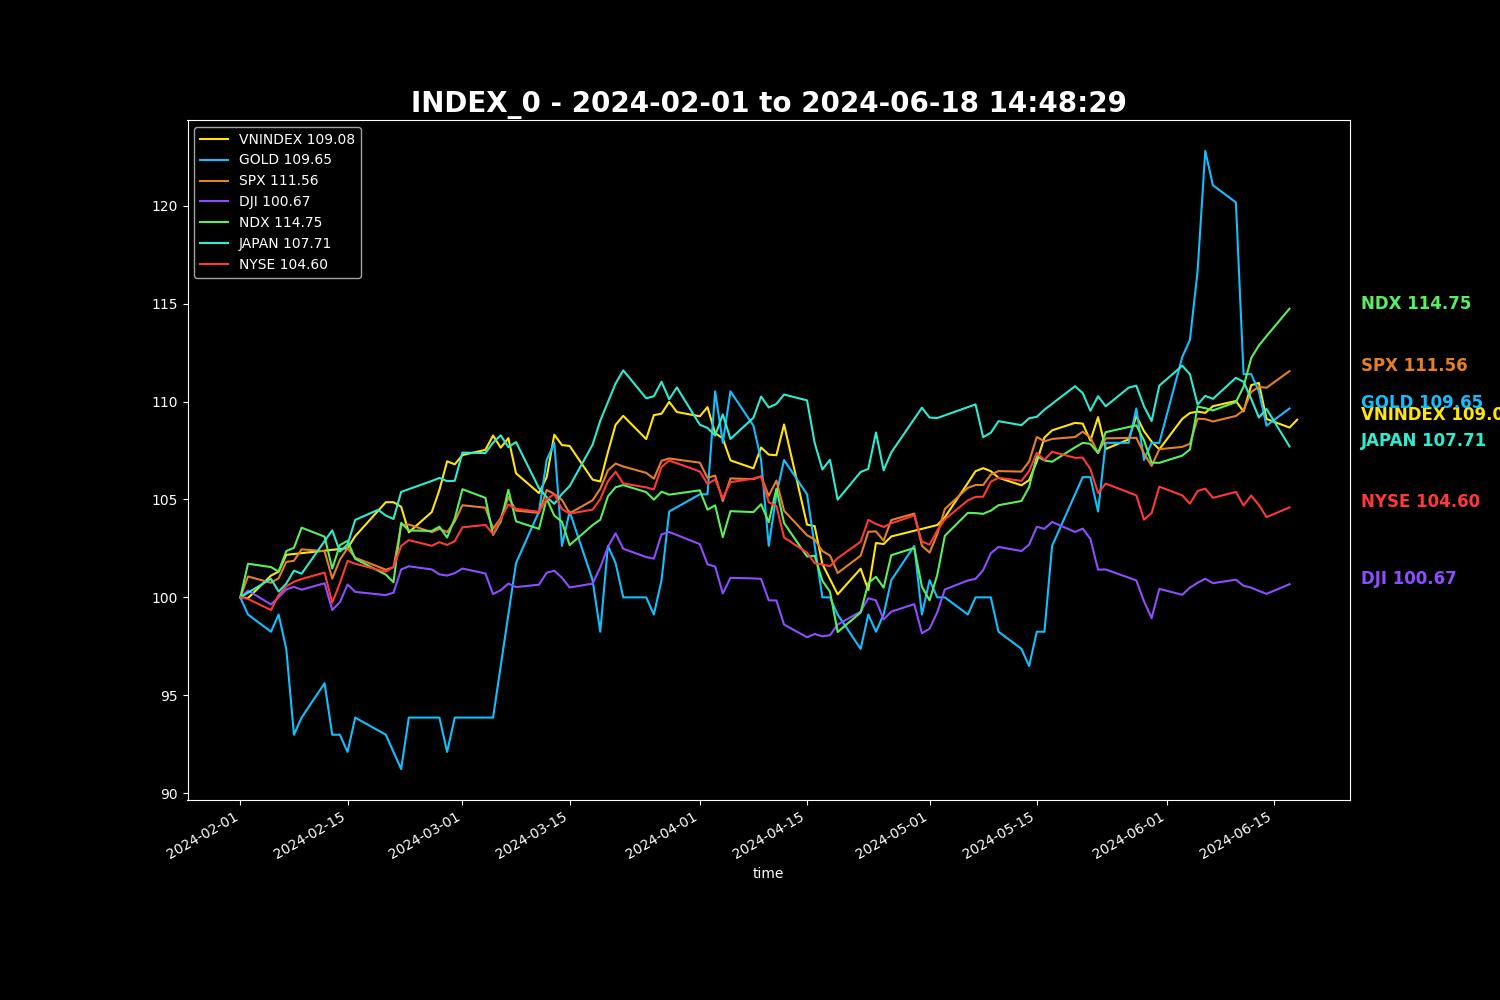 INDEX_0 - 2024-02-01 to 2024-06-18 14:48:29
VNINDEX 109.08
GOLD 109.65
SPX 111.56
DJI 100.67
NDX 114.75
JAPAN 107.71
NYSE 104.60
120
115
110
105
100
95
90
NDX 114.75
SPX 111.56
GOLD 109.65
VNINDEX 109.0
JAPAN 107.71
NYSE 104.60
DJI 100.67
2024-02-01
2024-02-15
2024-03-01
2024-03-15
2024-04-01
2024-04-15
2024-05-01
2024-05-15
2024-06-01
2024-06-15
time